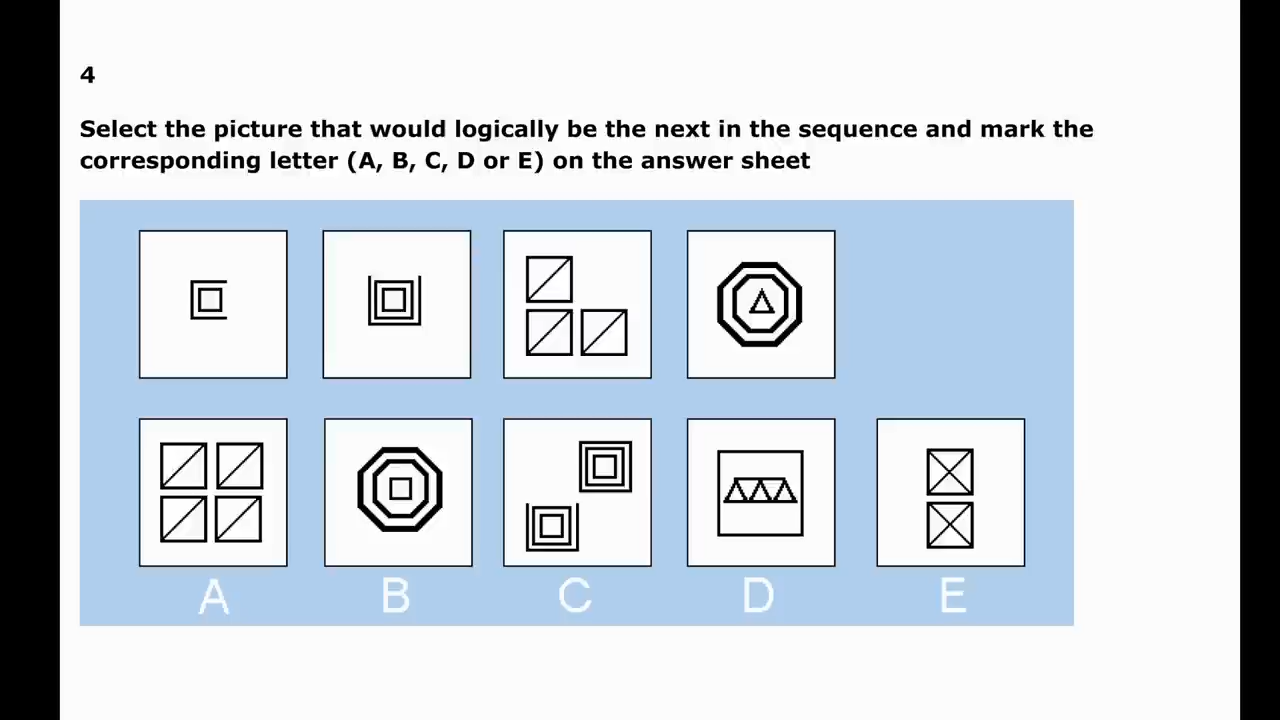 4
Select the picture that would logically be the next in the sequence and mark the
corresponding letter (A, B, C, D or E) on the answer sheet
A B C D E